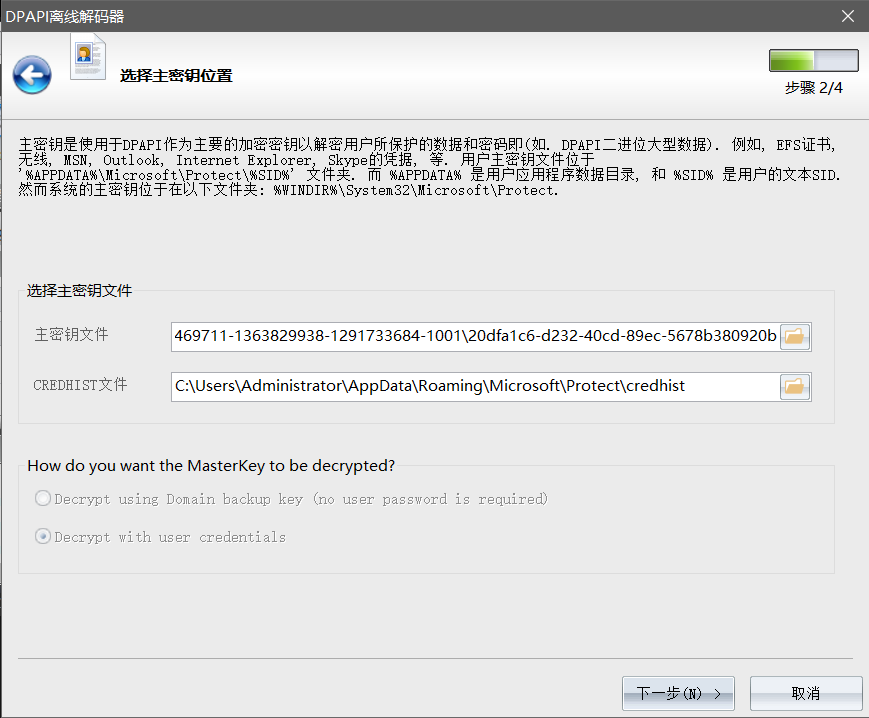 DPAPI离线解码器
选择主密钥位置
步骤 2/4
主密钥是使用于DPAPI作为主要的加密密钥以解密用户所保护的数据和密码即(如. DPAPI二进位大型数据). 例如, EFS证书,
无线, MSN, Outlook, Internet Explorer, Skype的凭据, 等. 用户主密钥文件位于
'%APPDATA%\Microsoft\Protect\%SID%' 文件夹. 而 %APPDATA% 是用户应用程序数据目录, 和 %SID% 是用户的文本SID.
然而系统的主密钥位于在以下文件夹: %WINDIR%\System32\Microsoft\Protect.
选择主密钥文件
主密钥文件
469711-1363829938-1291733684-1001\20dfa1c6-d232-40cd-89ec-5678b380920b
CREDHIST文件
C:\Users\Administrator\AppData\Roaming\Microsoft\Protect\credhist
How do you want the MasterKey to be decrypted?
Decrypt using Domain backup key (no user password is required)
Decrypt with user credentials
下一步(N) >
取消